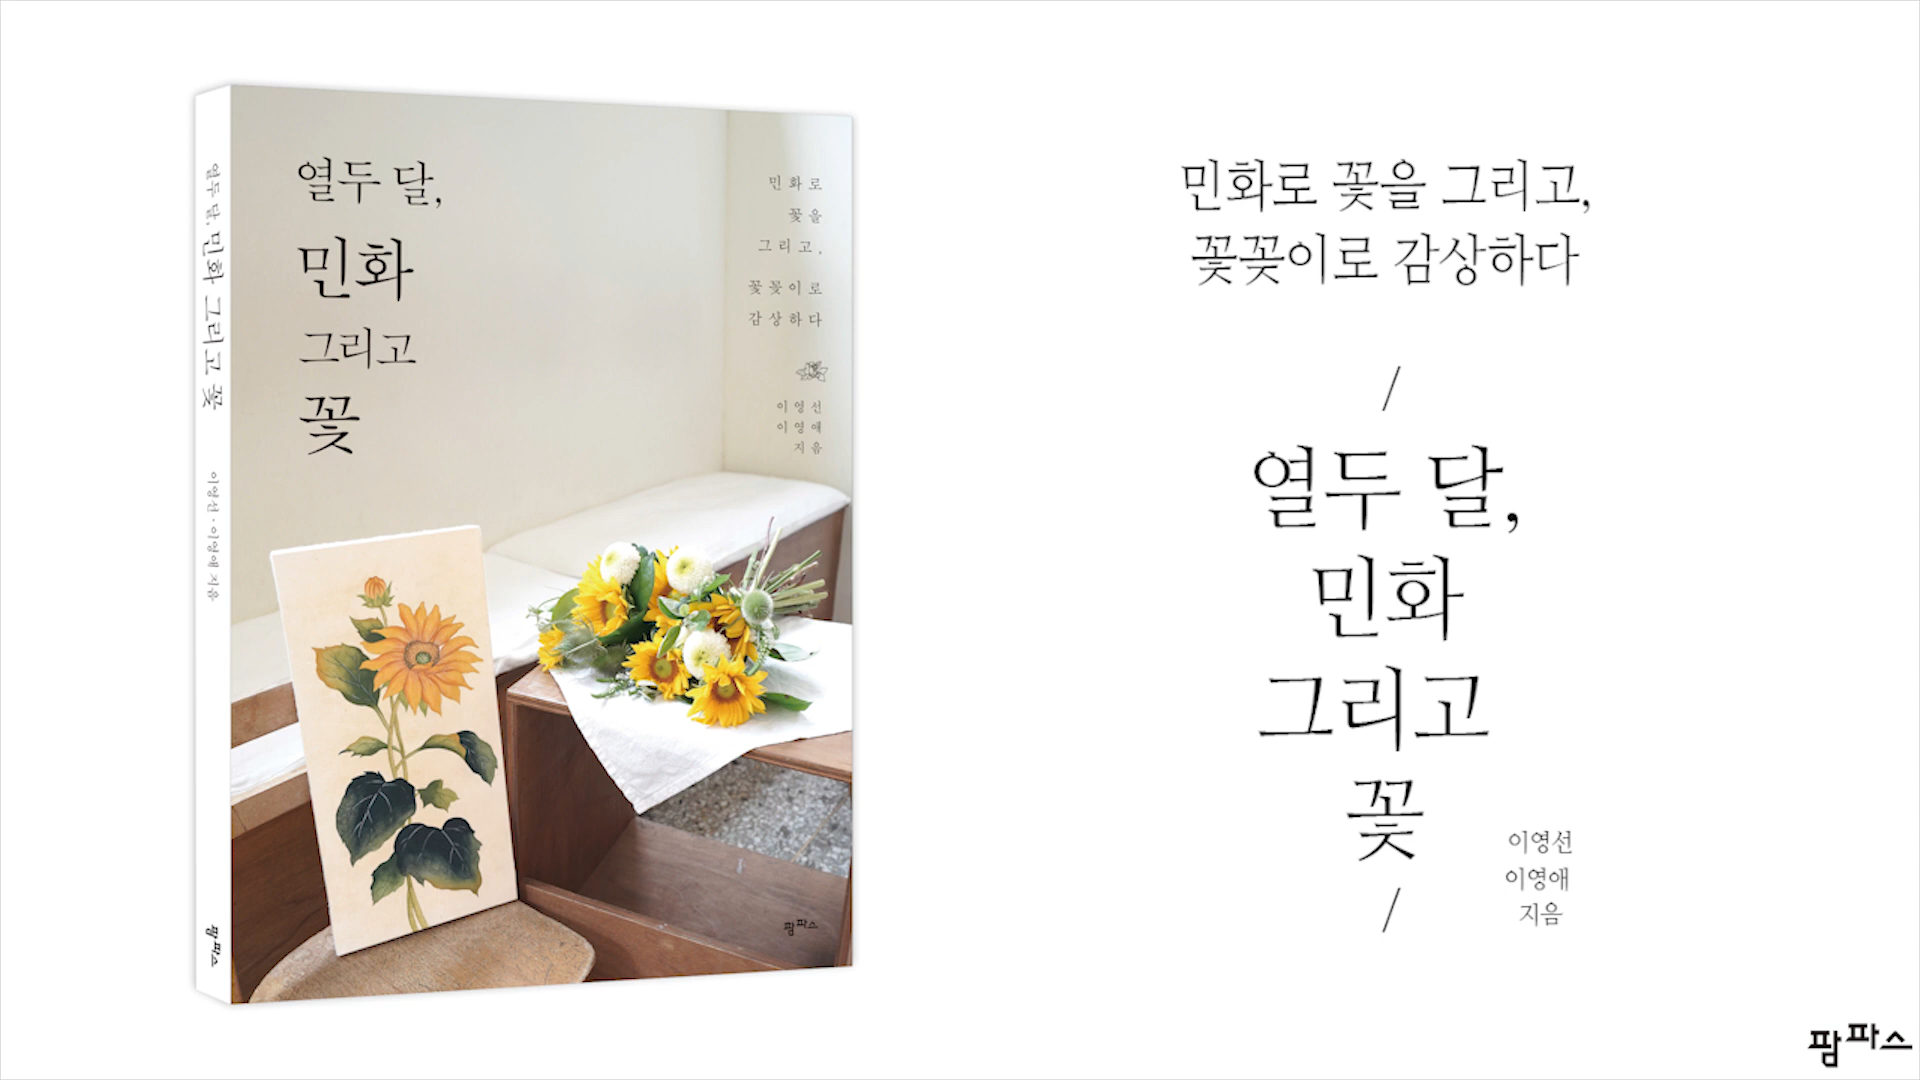 열두 달, 민화 그리고 꽃
이영선 · 이영애 지음
팜파스
열두 달,
민화
그리고
꽃
민화로
꽃을
그리고,
꽃꽂이로
감상하다
이영선
이영애
지음
팜파스
민화로 꽃을 그리고,
꽃꽂이로 감상하다
/
열두 달,
민화
그리고
꽃
/
이영선
이영애
지음
팜파스